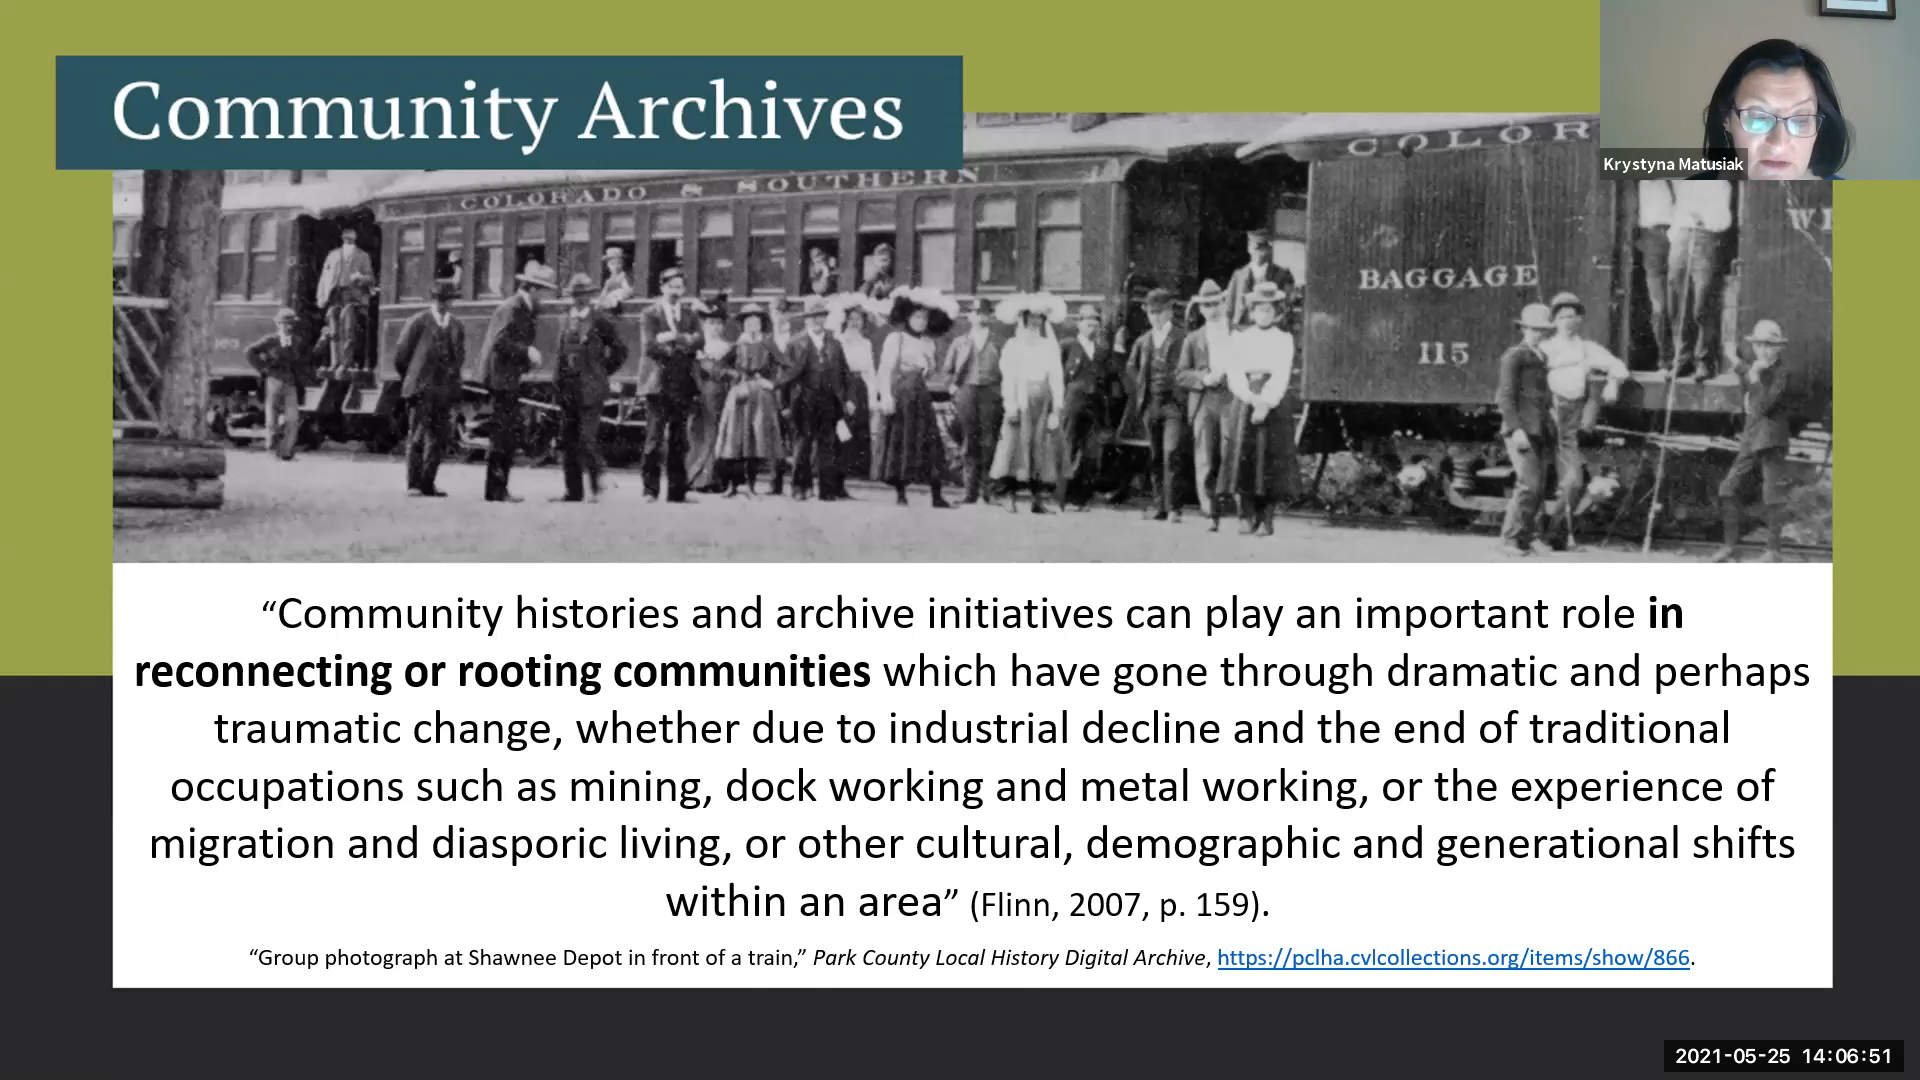 Community Archives
Krystyna Matusiak
COLORADO & SOUTHERN
COLOR
BAGGAGE
115
“Community histories and archive initiatives can play an important role in
reconnecting or rooting communities which have gone through dramatic and perhaps
traumatic change, whether due to industrial decline and the end of traditional
occupations such as mining, dock working and metal working, or the experience of
migration and diasporic living, or other cultural, demographic and generational shifts
within an area” (Flinn, 2007, p. 159).
“Group photograph at Shawnee Depot in front of a train,” Park County Local History Digital Archive, https://pclha.cvlcollections.org/items/show/866.
2021-05-25 14:06:51